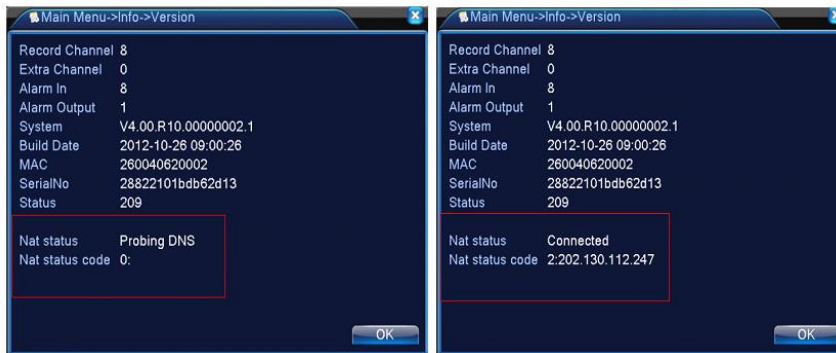 Main Menu->Info->Version
Record Channel 8
Extra Channel 0
Alarm In 8
Alarm Output 1
System V4.00.R10.00000002.1
Build Date 2012-10-26 09:00:26
MAC 260040620002
SerialNo 28822101bdb62d13
Status 209
Nat status Probing DNS
Nat status code 0:
OK
Main Menu->Info->Version
Record Channel 8
Extra Channel 0
Alarm In 8
Alarm Output 1
System V4.00.R10.00000002.1
Build Date 2012-10-26 09:00:26
MAC 260040620002
SerialNo 28822101bdb62d13
Status 209
Nat status Connected
Nat status code 2:202.130.112.247
OK